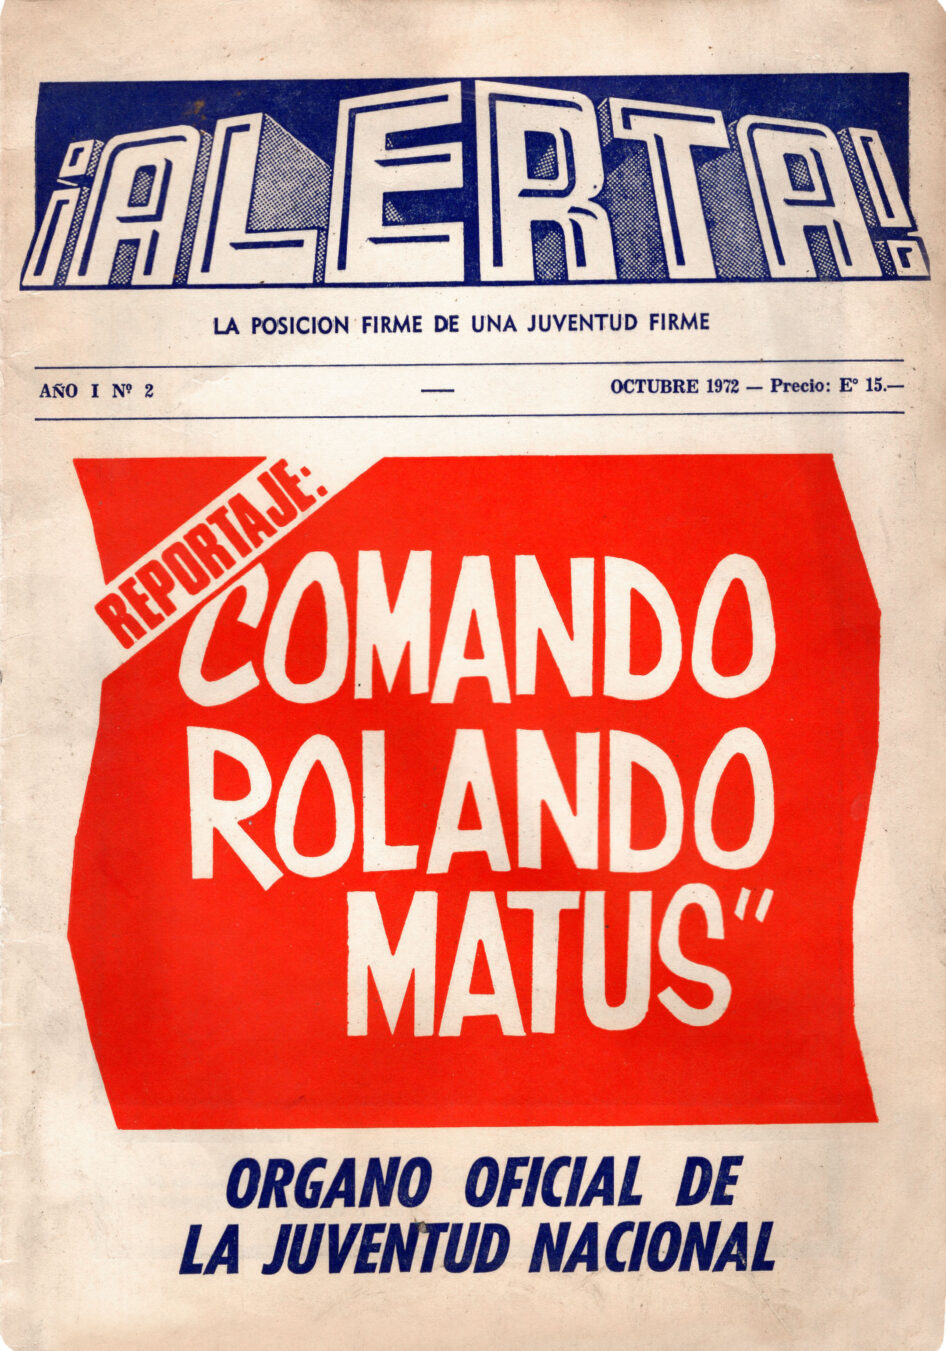 ¡ALERTA!
LA POSICION FIRME DE UNA JUVENTUD FIRME
AÑO I Nº 2 — OCTUBRE 1972 — Precio: Eº 15.—
REPORTAJE:
COMANDO
ROLANDO
MATUS"
ORGANO OFICIAL DE
LA JUVENTUD NACIONAL